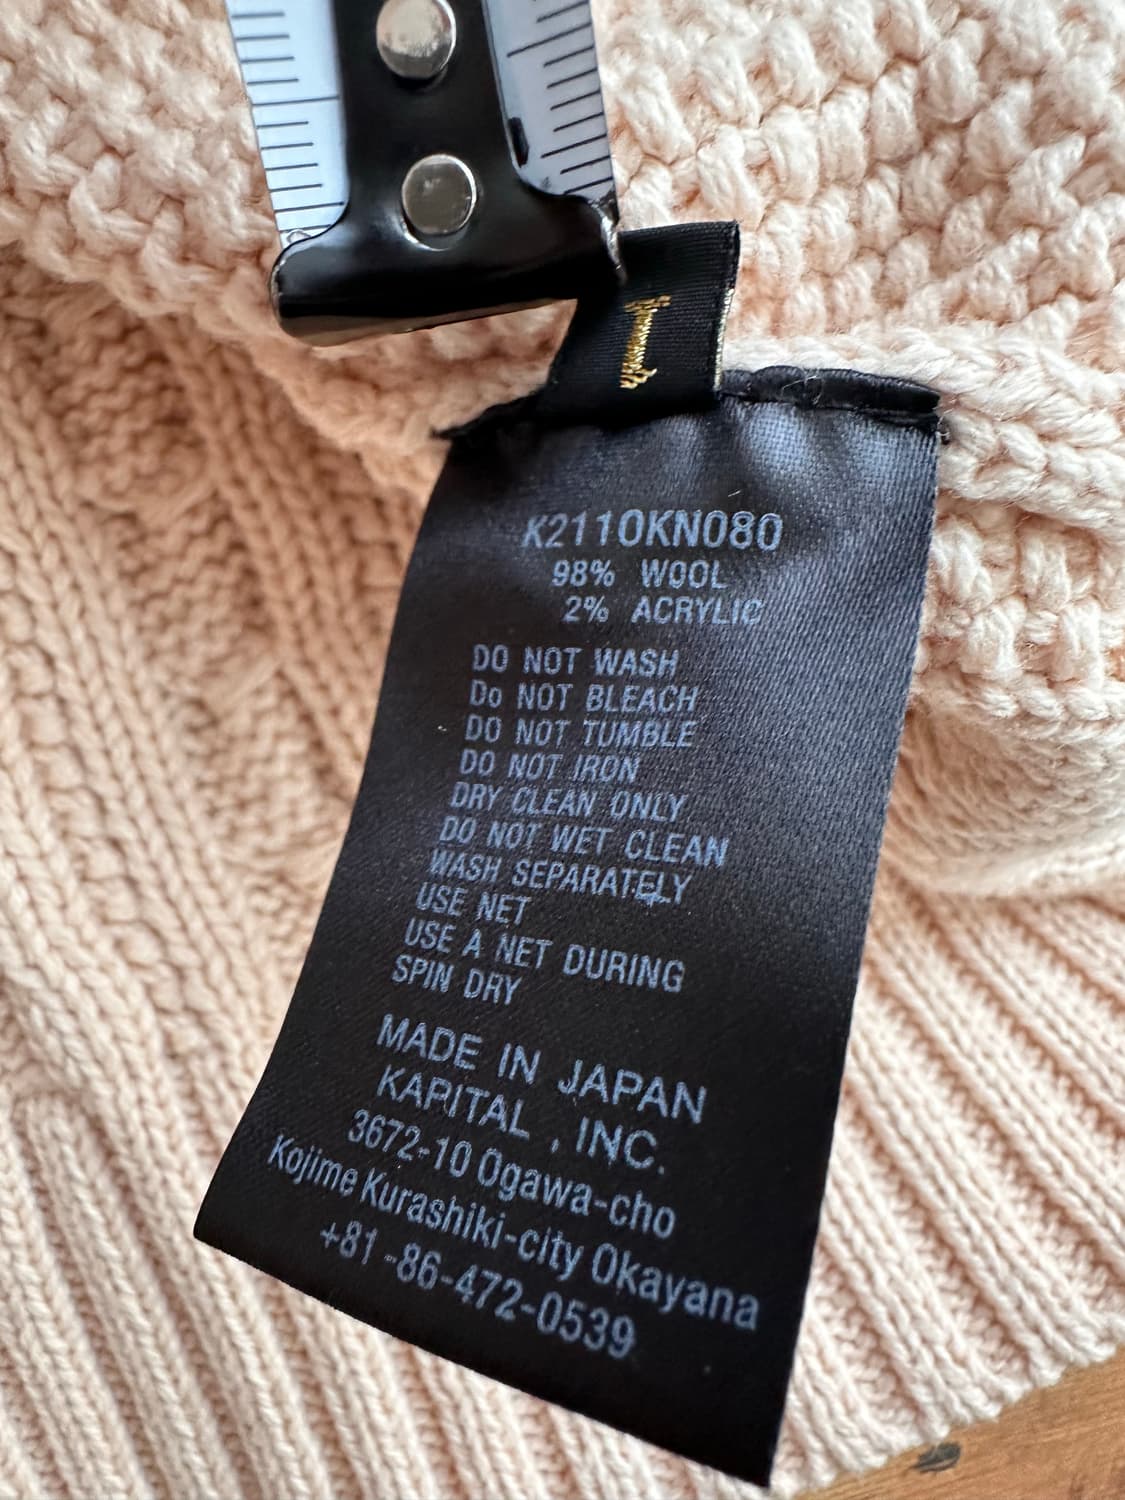 1
K2110KN080
98% WOOL
2% ACRYLIC
DO NOT WASH
Do NOT BLEACH
DO NOT TUMBLE
DO NOT IRON
DRY CLEAN ONLY
DO NOT WET CLEAN
WASH SEPARATELY
USE NET
USE A NET DURING
SPIN DRY
MADE IN JAPAN
KAPITAL , INC.
3672-10 Ogawa-cho
Kojime Kurashiki-city Okayana
+81-86-472-0539